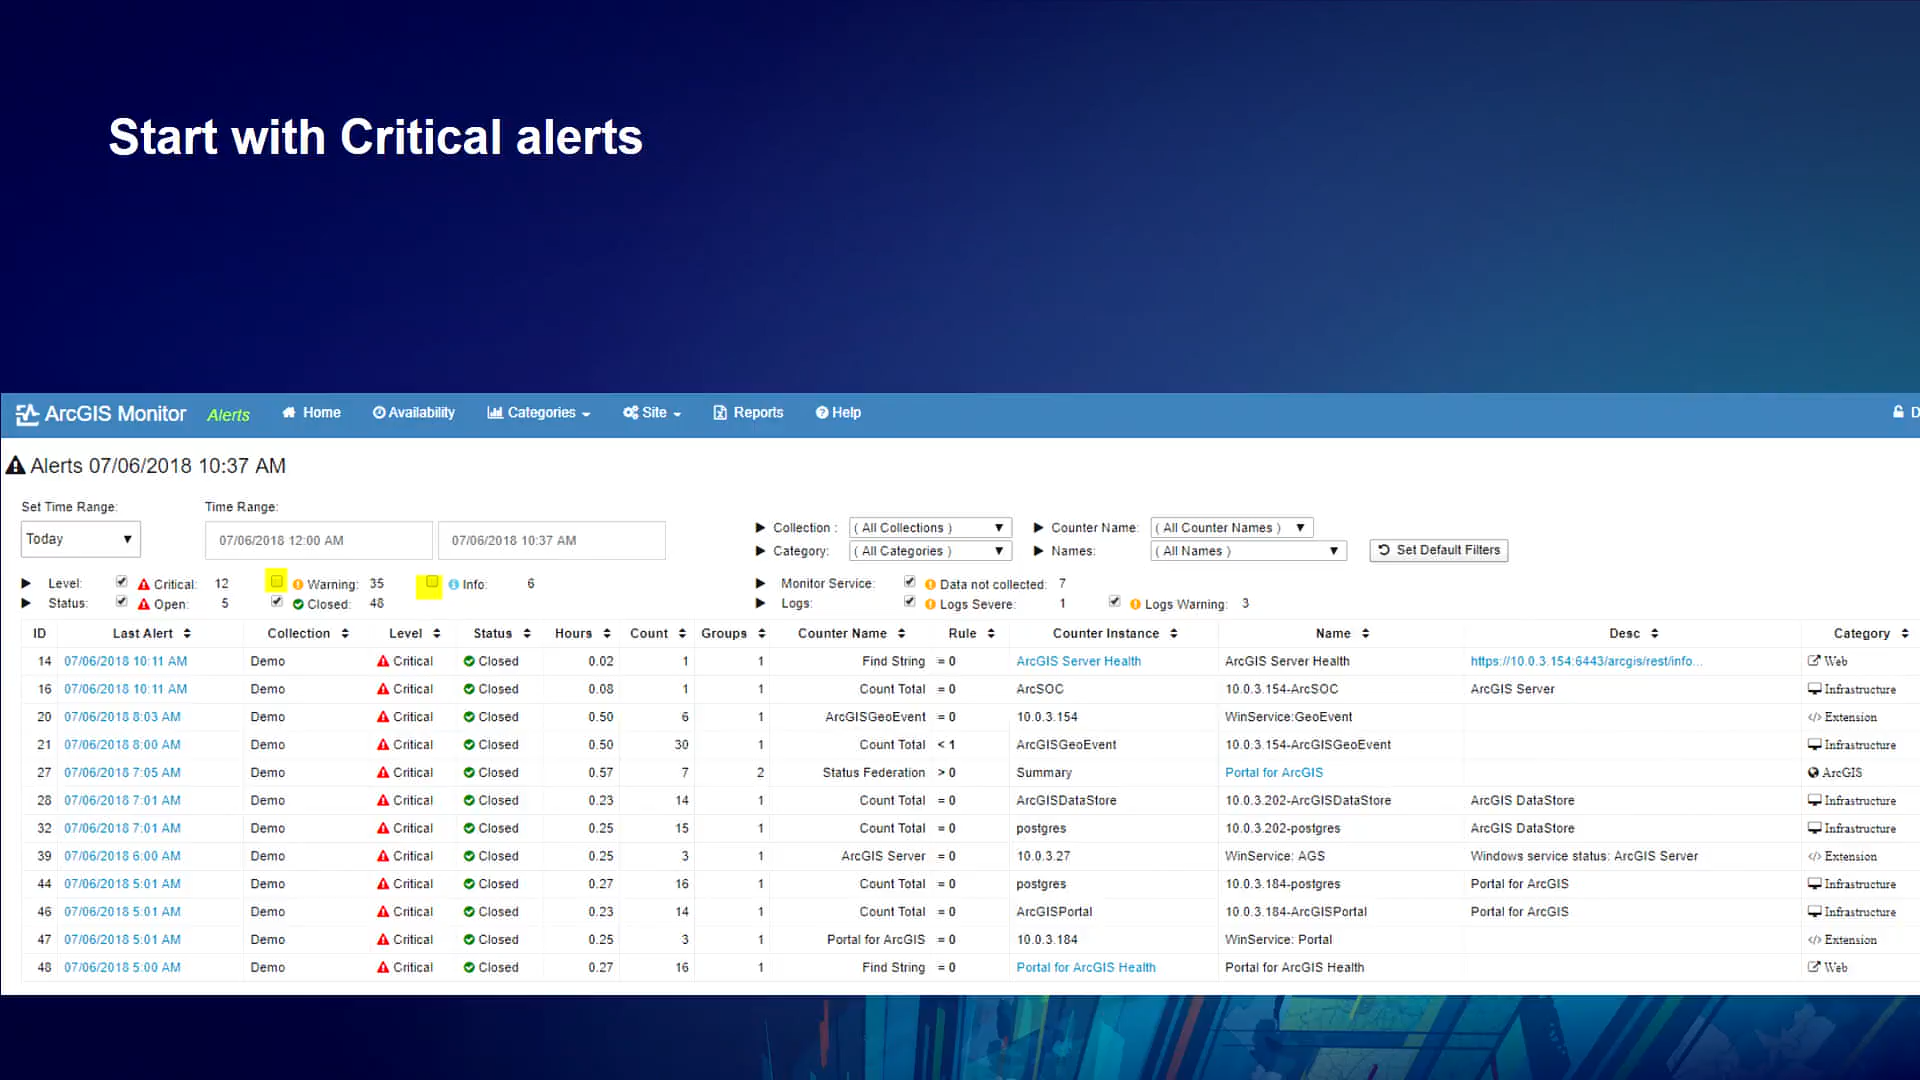 Start with Critical alerts
ArcGIS Monitor Alerts Home Availability Categories Site Reports Help D
Alerts 07/06/2018 10:37 AM
Set Time Range: Time Range:
Today 07/06/2018 12:00 AM 07/06/2018 10:37 AM
Collection : ( All Collections ) Counter Name: ( All Counter Names )
Category: ( All Categories ) Names: ( All Names ) Set Default Filters
Level: Critical: 12 Warning: 35 Info: 6 Monitor Service: Data not collected: 7
Status: Open: 5 Closed: 48 Logs: Logs Severe: 1 Logs Warning: 3
ID Last Alert Collection Level Status Hours Count Groups Counter Name Rule Counter Instance Name Desc Category
14 07/06/2018 10:11 AM Demo Critical Closed 0.02 1 1 Find String = 0 ArcGIS Server Health ArcGIS Server Health https://10.0.3.154:6443/arcgis/rest/info... Web
16 07/06/2018 10:11 AM Demo Critical Closed 0.08 1 1 Count Total = 0 ArcSOC 10.0.3.154-ArcSOC ArcGIS Server Infrastructure
20 07/06/2018 8:03 AM Demo Critical Closed 0.50 6 1 ArcGISGeoEvent = 0 10.0.3.154 WinService:GeoEvent </> Extension
21 07/06/2018 8:00 AM Demo Critical Closed 0.50 30 1 Count Total < 1 ArcGISGeoEvent 10.0.3.154-ArcGISGeoEvent Infrastructure
27 07/06/2018 7:05 AM Demo Critical Closed 0.57 7 2 Status Federation > 0 Summary Portal for ArcGIS ArcGIS
28 07/06/2018 7:01 AM Demo Critical Closed 0.23 14 1 Count Total = 0 ArcGISDataStore 10.0.3.202-ArcGISDataStore ArcGIS DataStore Infrastructure
32 07/06/2018 7:01 AM Demo Critical Closed 0.25 15 1 Count Total = 0 postgres 10.0.3.202-postgres ArcGIS DataStore Infrastructure
39 07/06/2018 6:00 AM Demo Critical Closed 0.25 3 1 ArcGIS Server = 0 10.0.3.27 WinService: AGS Windows service status: ArcGIS Server </> Extension
44 07/06/2018 5:01 AM Demo Critical Closed 0.27 16 1 Count Total = 0 postgres 10.0.3.184-postgres Portal for ArcGIS Infrastructure
46 07/06/2018 5:01 AM Demo Critical Closed 0.23 14 1 Count Total = 0 ArcGISPortal 10.0.3.184-ArcGISPortal Portal for ArcGIS Infrastructure
47 07/06/2018 5:01 AM Demo Critical Closed 0.25 3 1 Portal for ArcGIS = 0 10.0.3.184 WinService: Portal </> Extension
48 07/06/2018 5:00 AM Demo Critical Closed 0.27 16 1 Find String = 0 Portal for ArcGIS Health Portal for ArcGIS Health Web